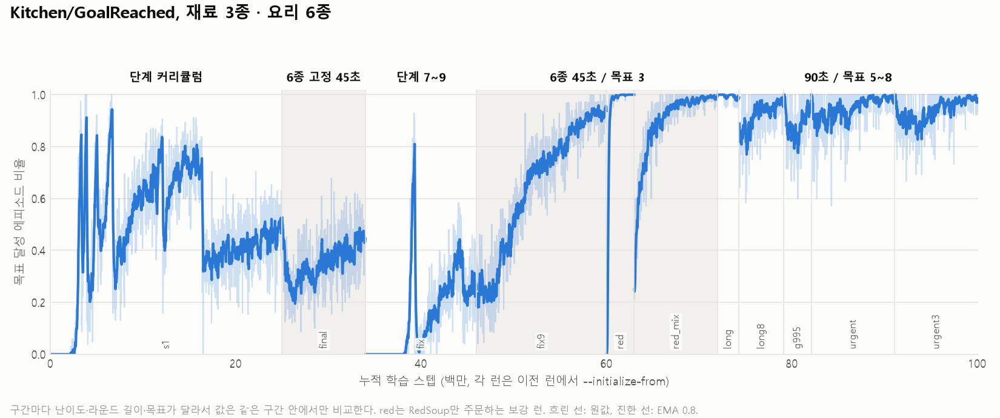 Kitchen/GoalReached, 재료 3종 · 요리 6종
단계 커리큘럼
6종 고정 45초
단계 7~9
6종 45초 / 목표 3
90초 / 목표 5~8
목표 달성 에피소드 비율
1.0
0.8
0.6
0.4
0.2
0.0
s1
final
fix
fix9
red
red_mix
long
long8
g995
urgent
urgent3
0
20
40
60
80
100
누적 학습 스텝 (백만, 각 런은 이전 런에서 --initialize-from)
구간마다 난이도·라운드 길이·목표가 달라서 값은 같은 구간 안에서만 비교한다. red는 RedSoup만 주문하는 보강 런. 흐린 선: 원값, 진한 선: EMA 0.8.